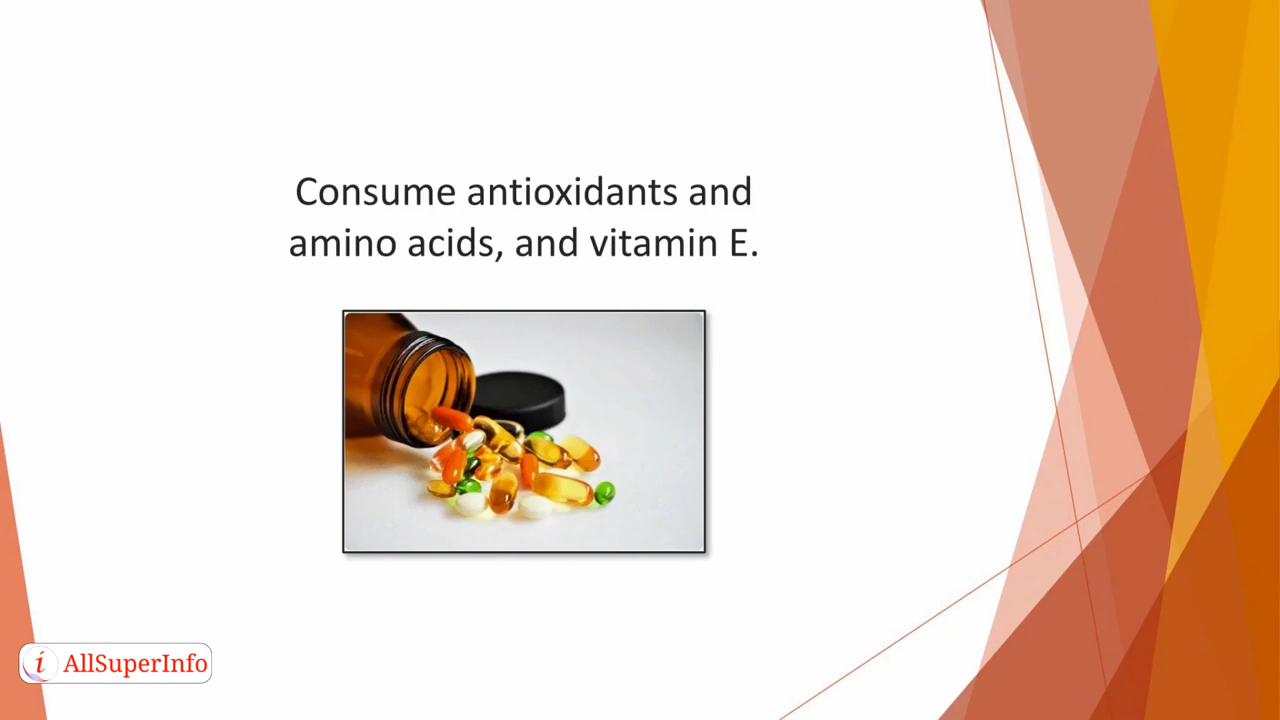 Consume antioxidants and
amino acids, and vitamin E.
i AllSuperInfo